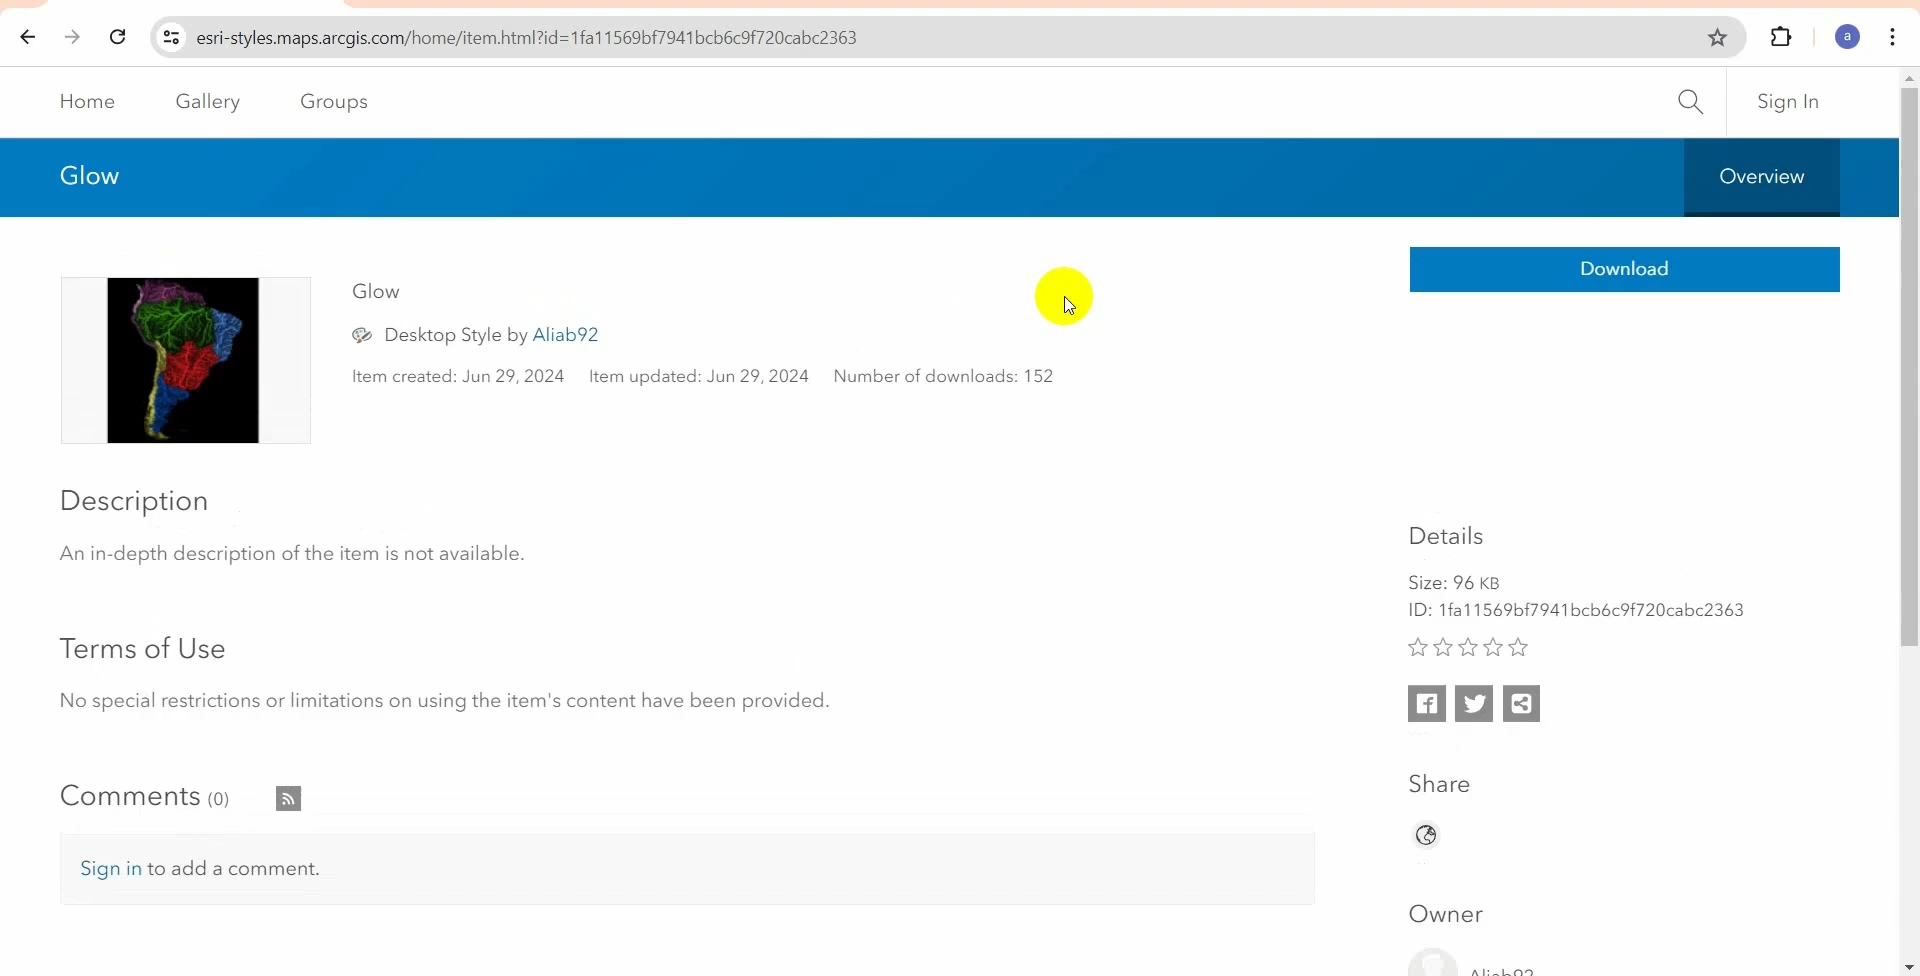 esri-styles.maps.arcgis.com/home/item.html?id=1fa11569bf7941bcb6c9f720cabc2363
a
Home Gallery Groups Sign In
Glow Overview
Download
Glow
Desktop Style by Aliab92
Item created: Jun 29, 2024 Item updated: Jun 29, 2024 Number of downloads: 152
Description
An in-depth description of the item is not available.
Details
Size: 96 KB
ID: 1fa11569bf7941bcb6c9f720cabc2363
Terms of Use
No special restrictions or limitations on using the item's content have been provided.
Share
Comments (0)
Sign in to add a comment.
Owner
Aliab92